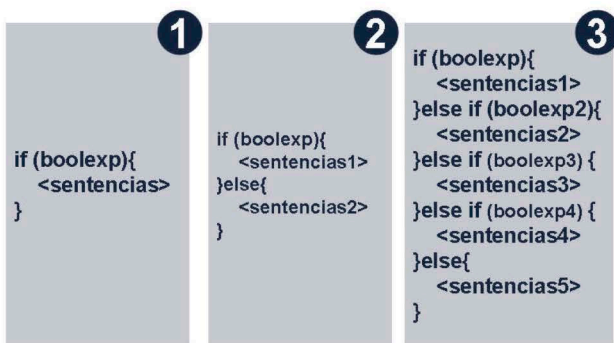 1
if (boolexp){
<sentencias>
}
2
if (boolexp){
<sentencias1>
}else{
<sentencias2>
}
3
if (boolexp){
<sentencias1>
}else if (boolexp2){
<sentencias2>
}else if (boolexp3) {
<sentencias3>
}else if (boolexp4) {
<sentencias4>
}else{
<sentencias5>
}